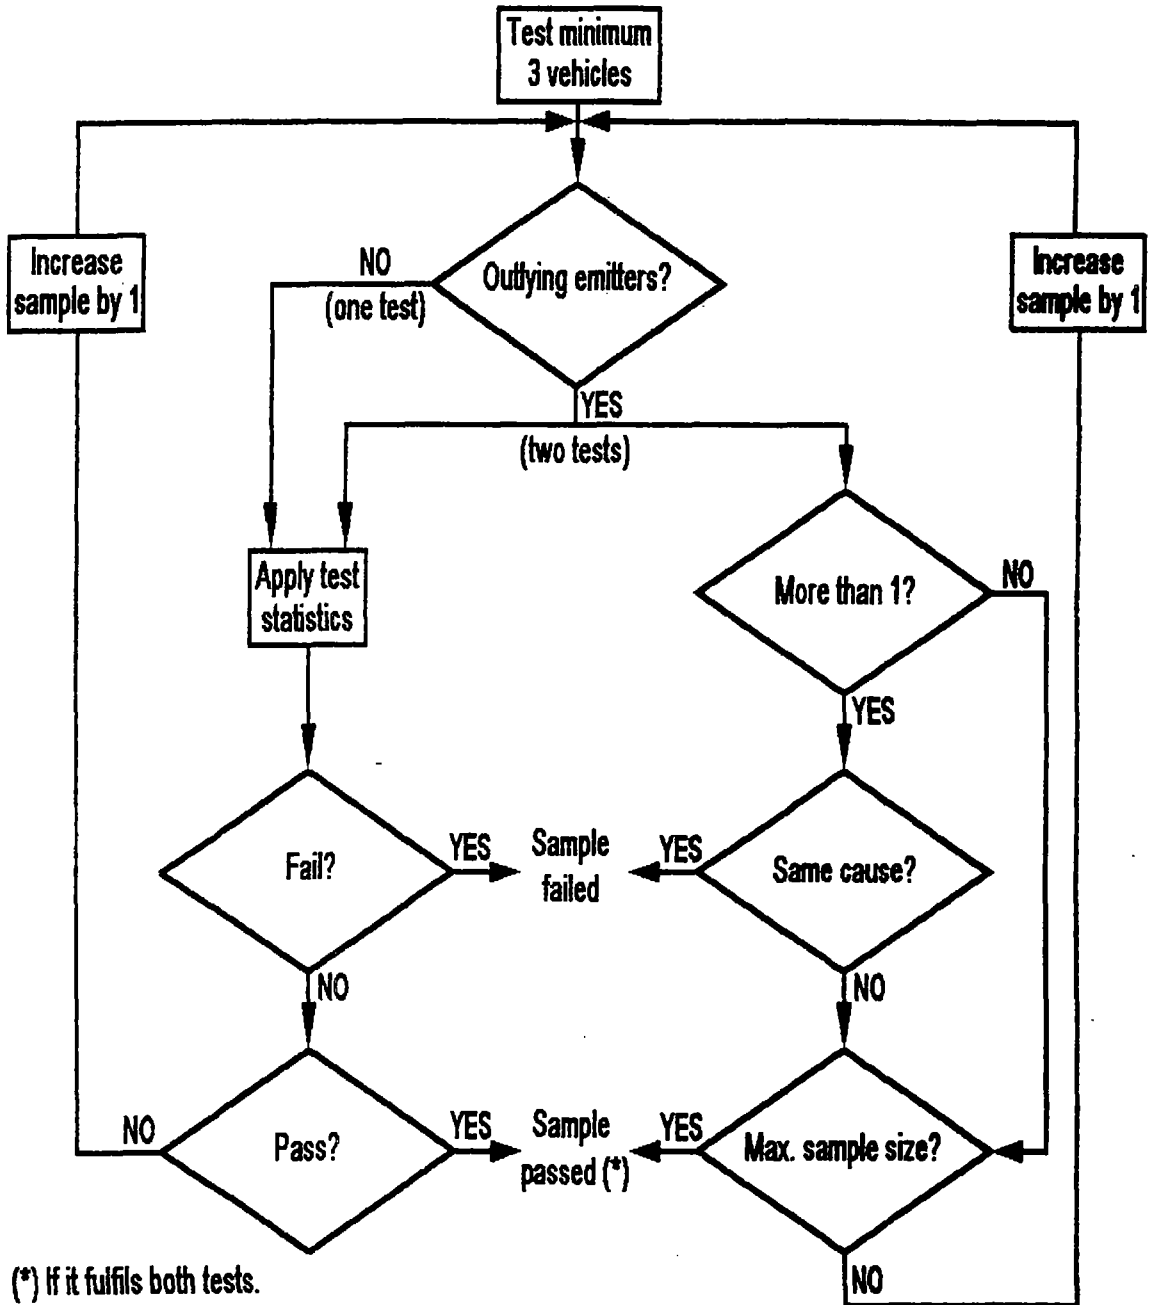 Test minimum
3 vehicles
Increase
sample by 1
NO
(one test)
Outlying emitters?
Increase
sample by 1
YES
(two tests)
Apply test
statistics
More than 1?
NO
YES
Fail?
YES
Sample
failed
YES
Same cause?
NO
NO
NO
Pass?
YES
Sample
passed (*)
YES
Max. sample size?
NO
(*) If it fulfils both tests.